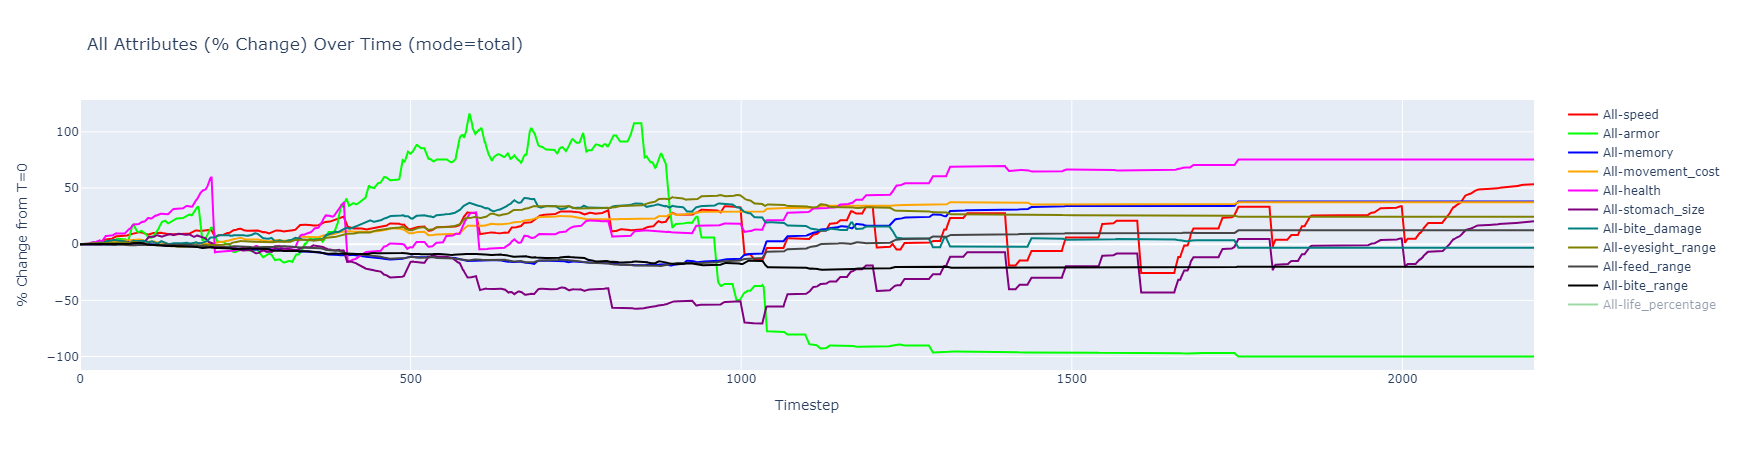 All Attributes (% Change) Over Time (mode=total)
% Change from T=0
100
50
0
−50
−100
0
500
1000
1500
2000
Timestep
All-speed
All-armor
All-memory
All-movement_cost
All-health
All-stomach_size
All-bite_damage
All-eyesight_range
All-feed_range
All-bite_range
All-life_percentage